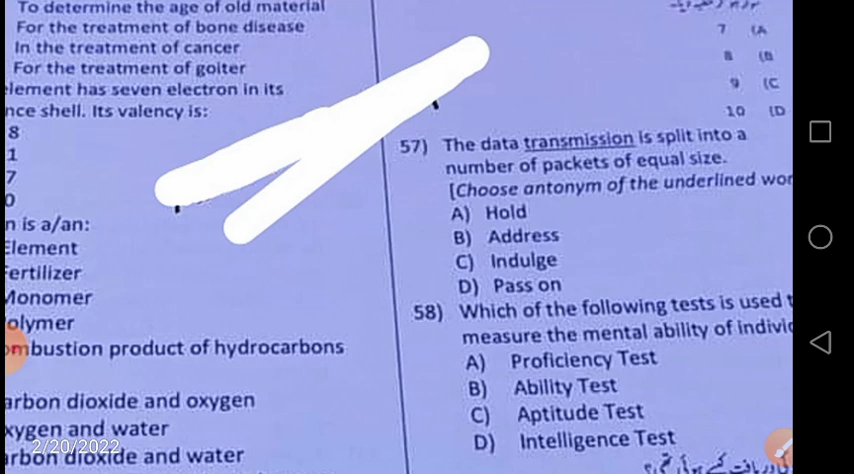 To determine the age of old material
For the treatment of bone disease
In the treatment of cancer
For the treatment of goiter
element has seven electron in its
nce shell. Its valency is:
8
1
7
0
n is a/an:
Element
Fertilizer
Monomer
olymer
ombustion product of hydrocarbons
arbon dioxide and oxygen
xygen and water
arbon dioxide and water
2/20/2022
7 (A
8 (B
9 (C
10 (D
57) The data transmission is split into a
number of packets of equal size.
[Choose antonym of the underlined wor
A) Hold
B) Address
C) Indulge
D) Pass on
58) Which of the following tests is used t
measure the mental ability of indivi
A) Proficiency Test
B) Ability Test
C) Aptitude Test
D) Intelligence Test